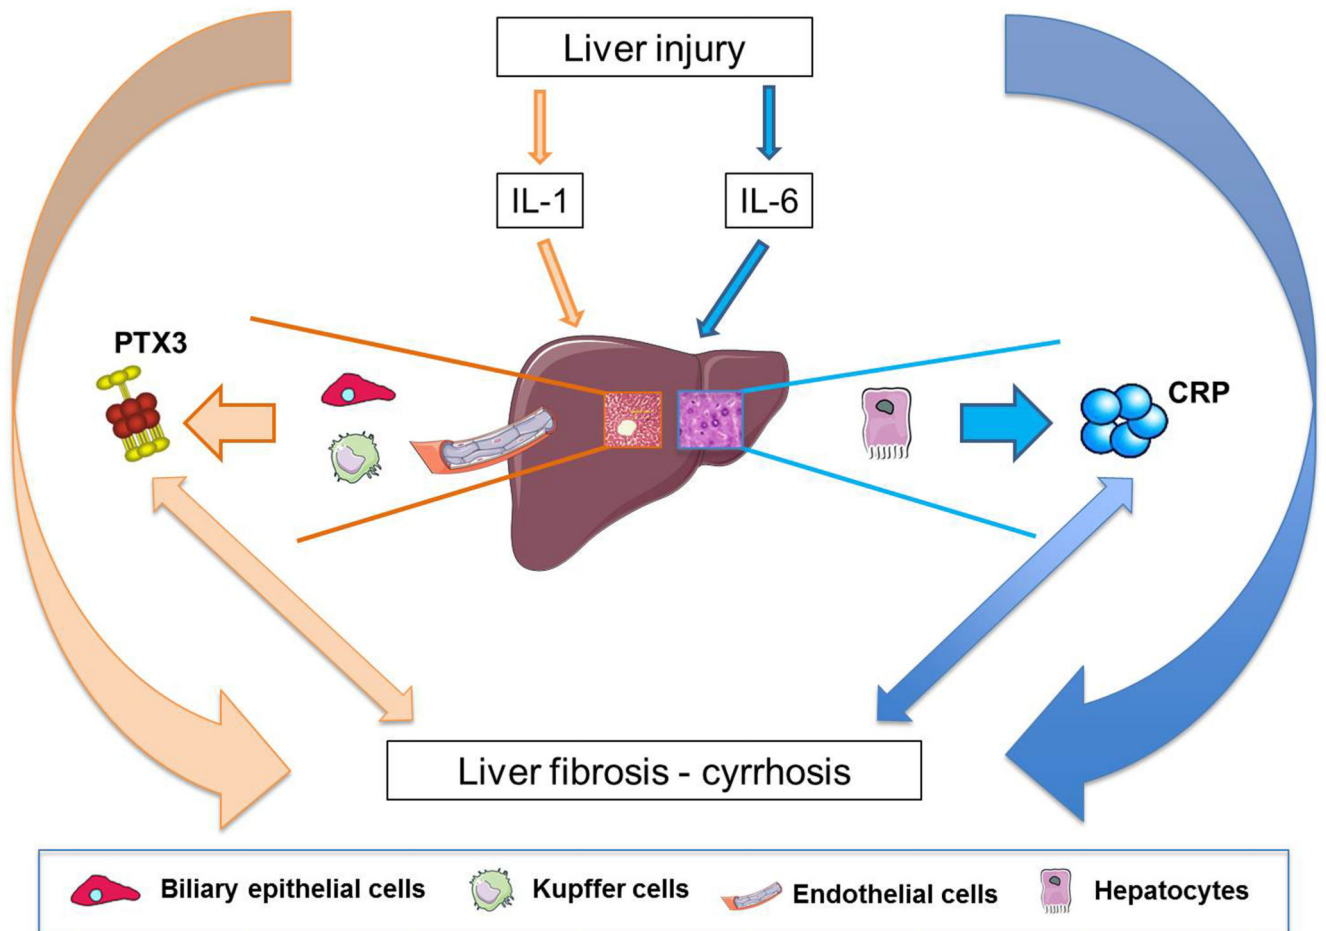 Liver injury
IL-1
IL-6
PTX3
CRP
Liver fibrosis - cyrrhosis
Biliary epithelial cells
Kupffer cells
Endothelial cells
Hepatocytes